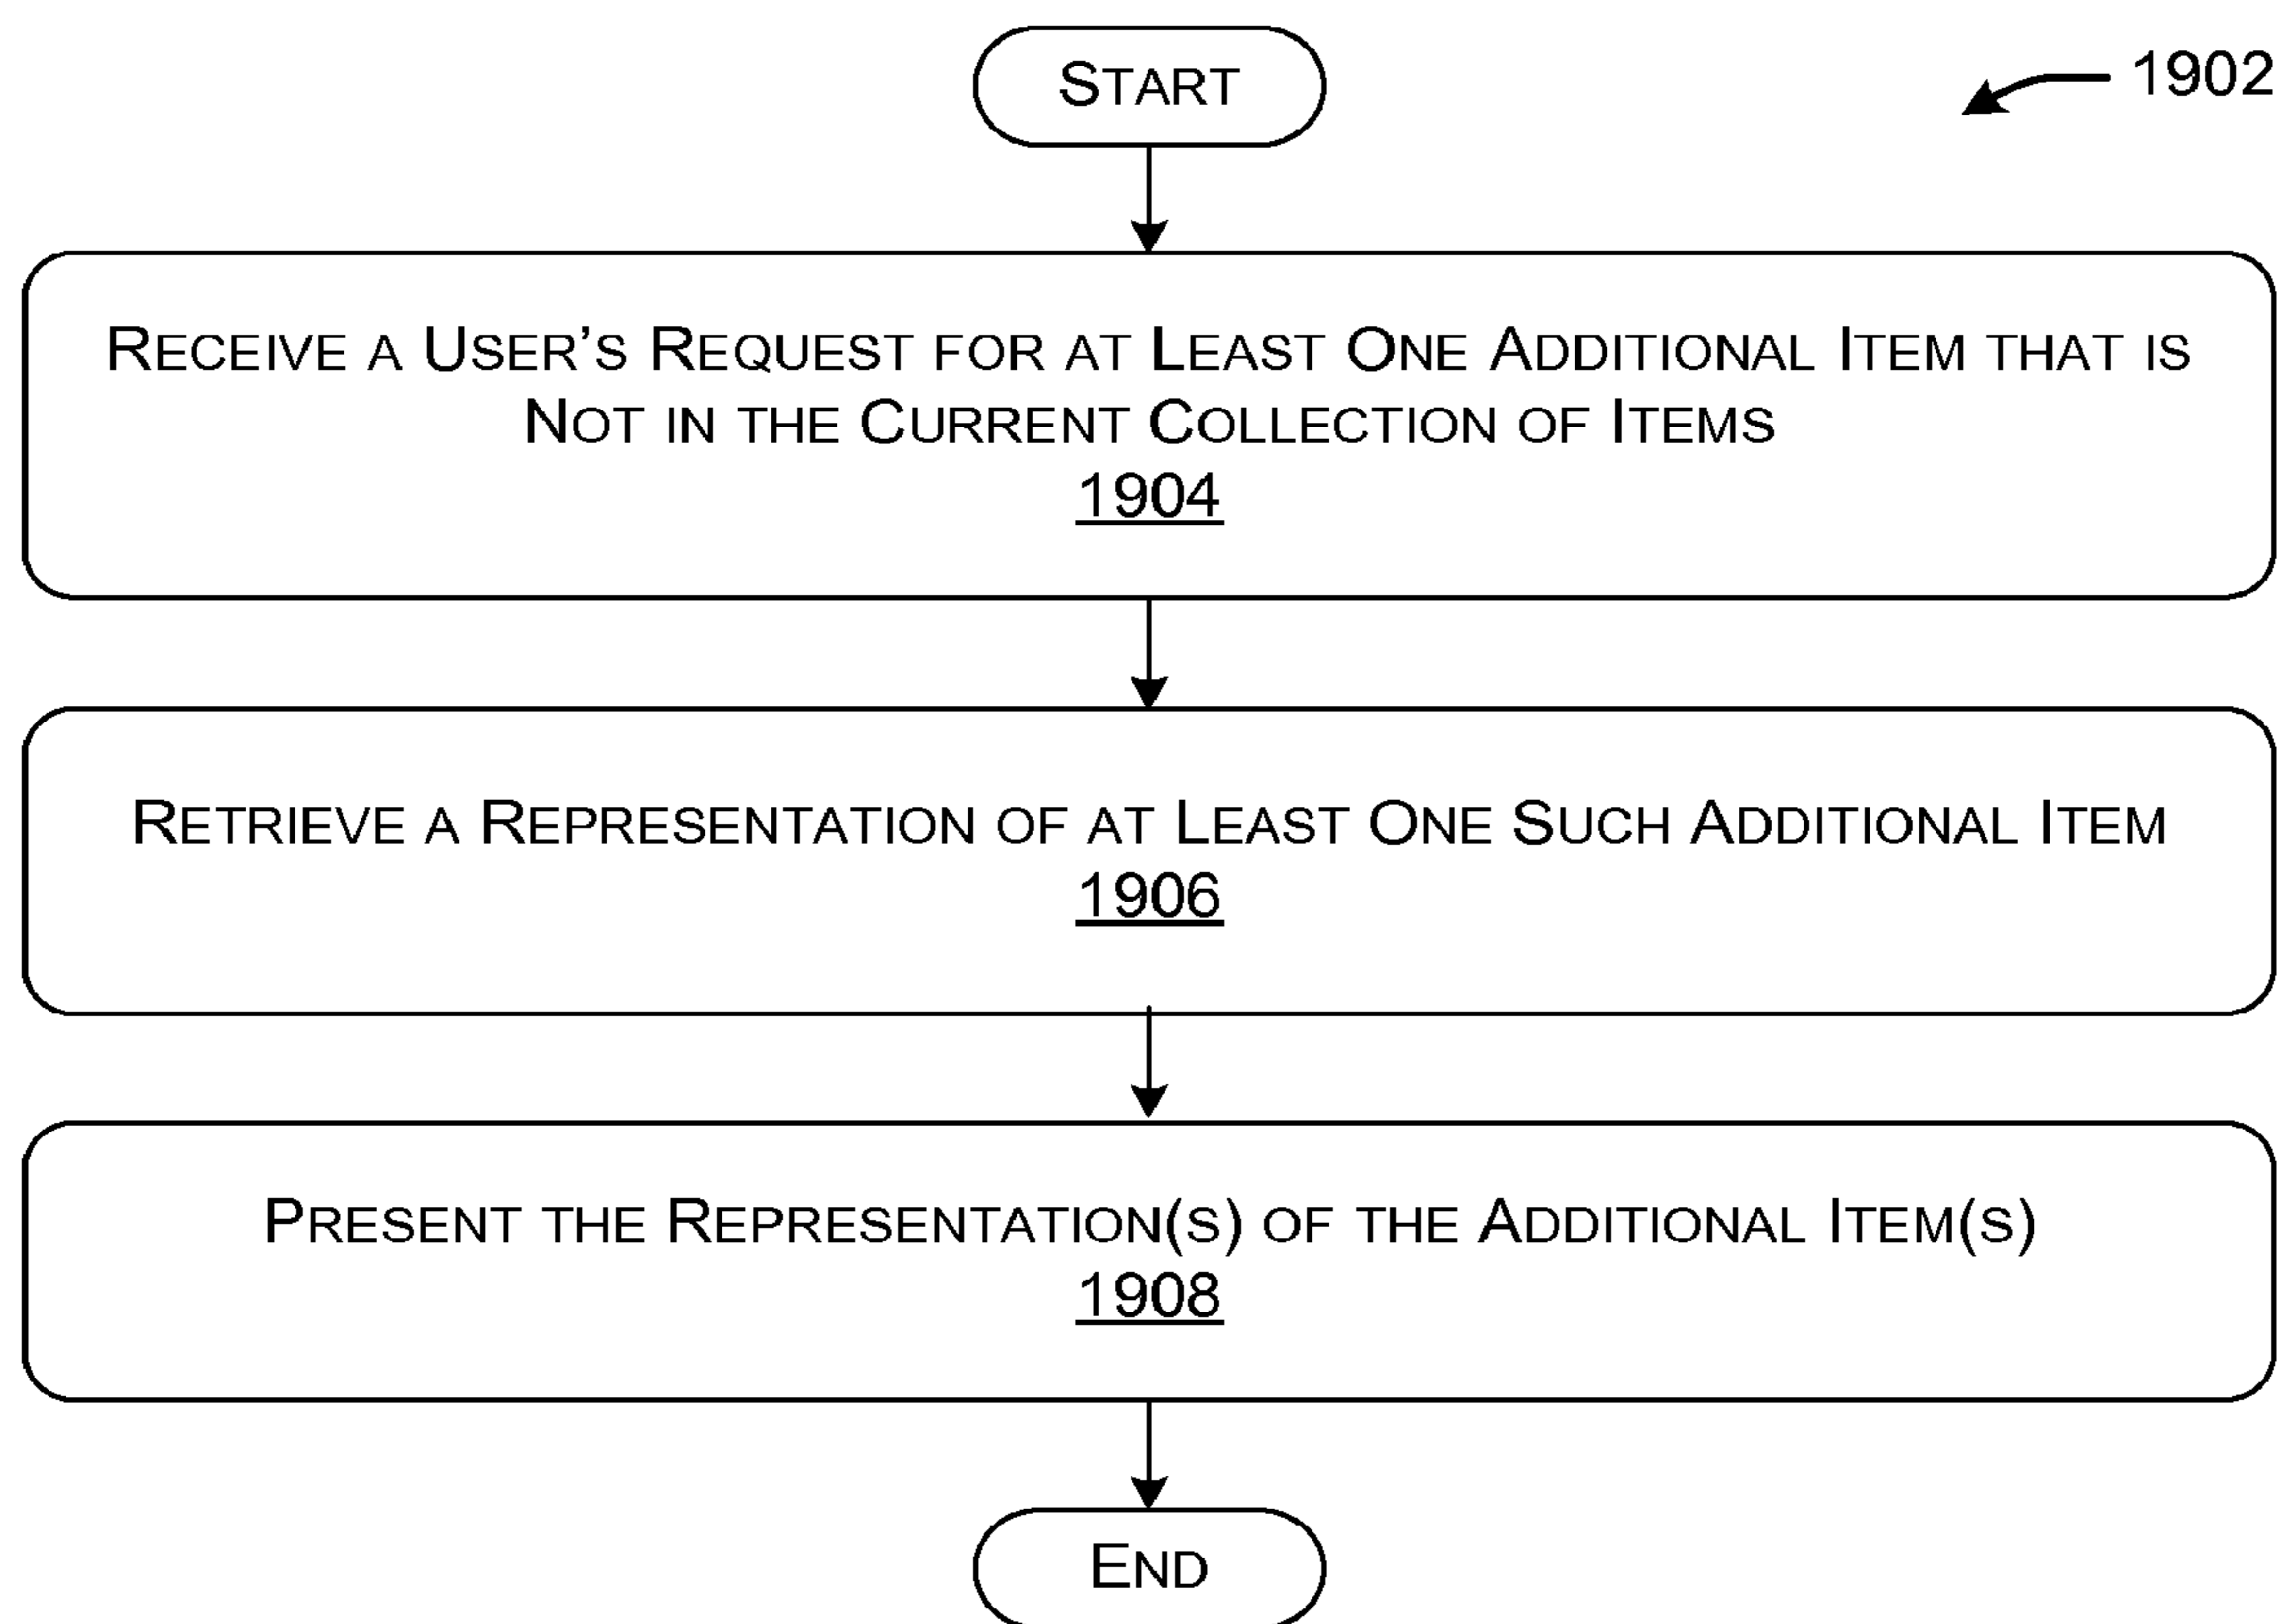 START
1902
RECEIVE A USER'S REQUEST FOR AT LEAST ONE ADDITIONAL ITEM THAT IS
NOT IN THE CURRENT COLLECTION OF ITEMS
1904
RETRIEVE A REPRESENTATION OF AT LEAST ONE SUCH ADDITIONAL ITEM
1906
PRESENT THE REPRESENTATION(S) OF THE ADDITIONAL ITEM(S)
1908
END